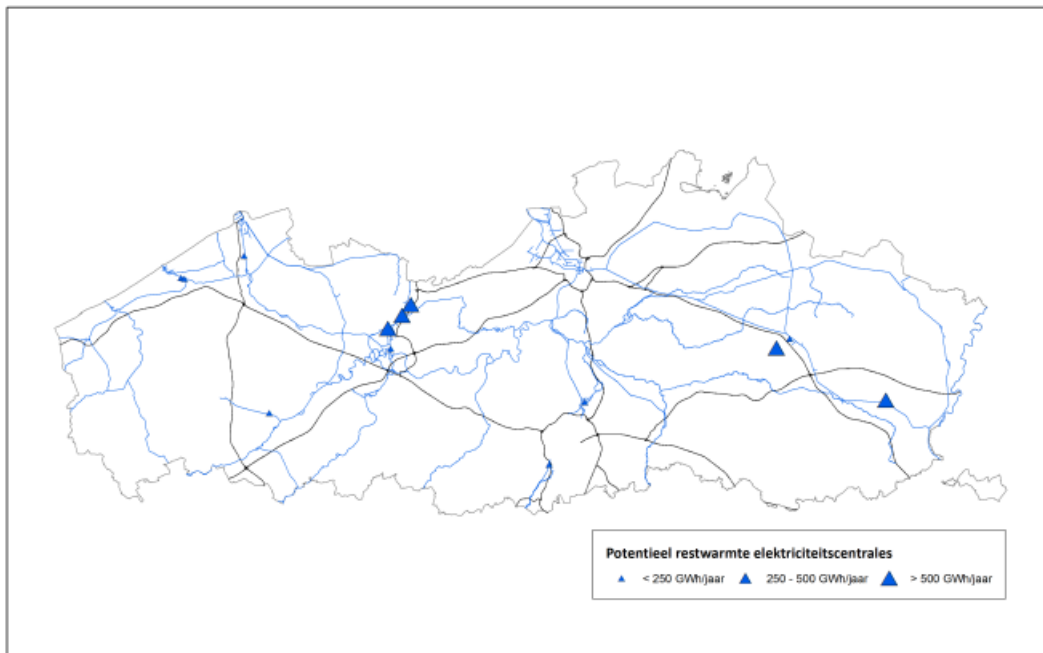 Potentieel restwarmte elektriciteitscentrales
< 250 GWh/jaar 250 - 500 GWh/jaar > 500 GWh/jaar